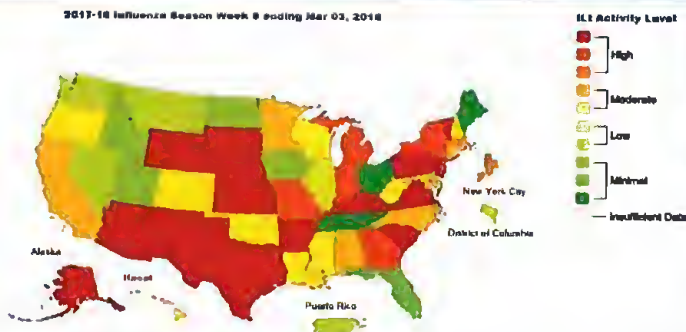 2017-18 Influenza Season Week 9 ending Mar 03, 2018
ILI Activity Level
High
Moderate
Low
Minimal
Insufficient Data
New York City
District of Columbia
Alaska
Hawaii
Puerto Rico